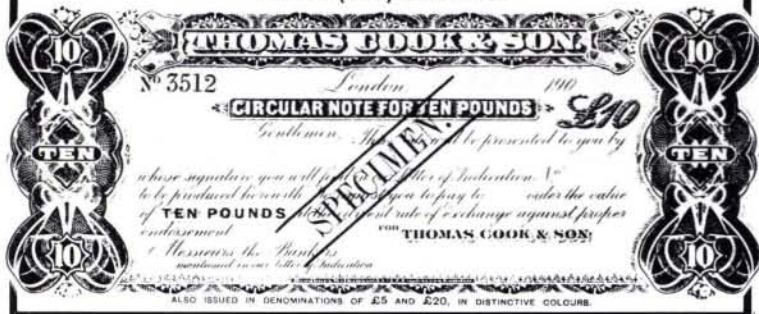 THOMAS COOK & SON.
10 10
No 3512 London 190
CIRCULAR NOTE FOR TEN POUNDS £10
Gentlemen, be presented to you by
TEN TEN
whose signature you will find in letter of Indication No
to be produced herewith you to pay to order the value
of TEN POUNDS rate of exchange against proper
endorsement FOR THOMAS COOK & SON;
Messieurs the Bankers
mentioned in our letter of Indication
10 10
SPECIMEN.
ALSO ISSUED IN DENOMINATIONS OF £5 AND £20, IN DISTINCTIVE COLOURS.